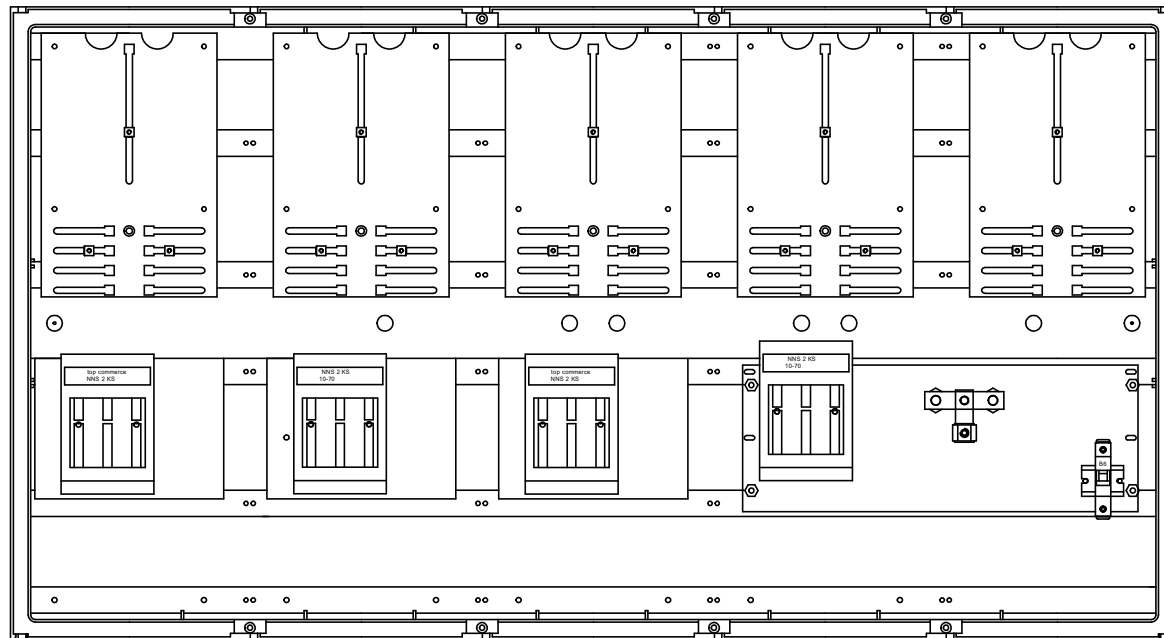 top commerce
NNS 2 KS
NNS 2 KS
10-70
top commerce
NNS 2 KS
NNS 2 KS
10-70
B6